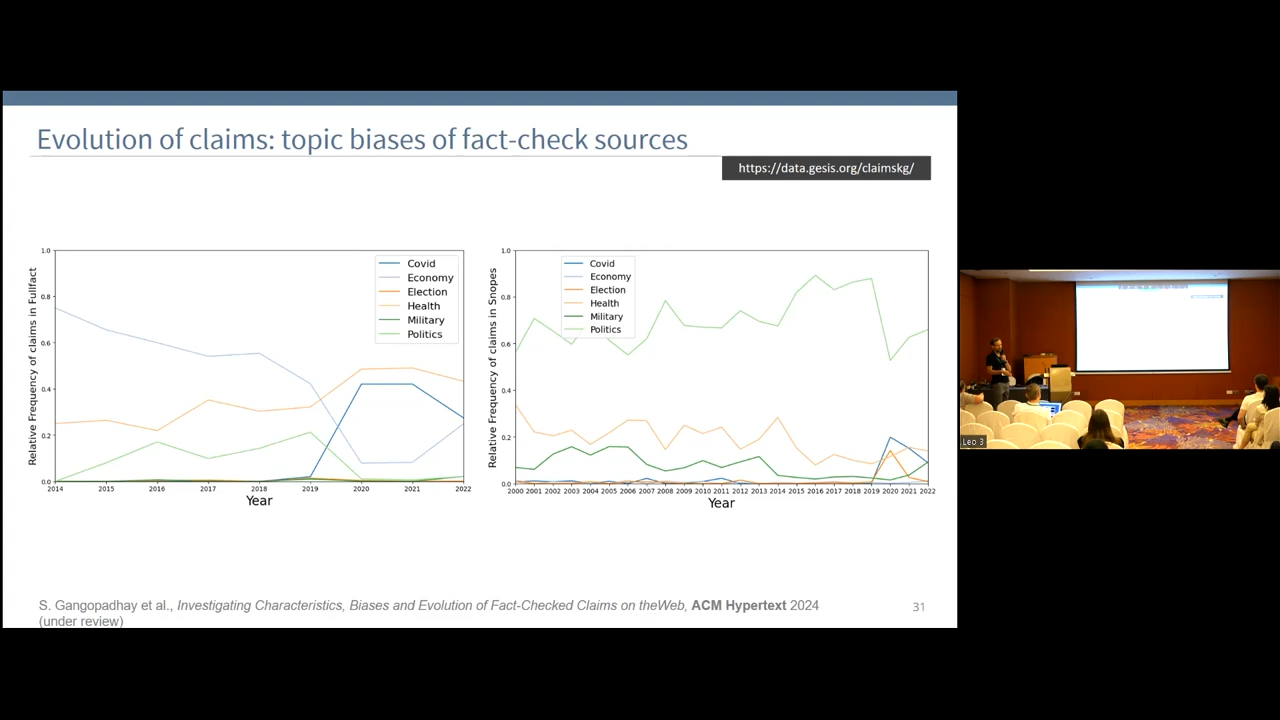 Evolution of claims: topic biases of fact-check sources
https://data.gesis.org/claimskg/
Relative Frequency of claims in Fullfact
1.0
0.8
0.6
0.4
0.2
0.0
Covid
Economy
Election
Health
Military
Politics
2014 2015 2016 2017 2018 2019 2020 2021 2022
Year
Relative Frequency of claims in Snopes
1.0
0.8
0.6
0.4
0.2
0.0
Covid
Economy
Election
Health
Military
Politics
2000 2001 2002 2003 2004 2005 2006 2007 2008 2009 2010 2011 2012 2013 2014 2015 2016 2017 2018 2019 2020 2021 2022
Year
S. Gangopadhay et al., Investigating Characteristics, Biases and Evolution of Fact-Checked Claims on theWeb, ACM Hypertext 2024
(under review)
31
Leo 3